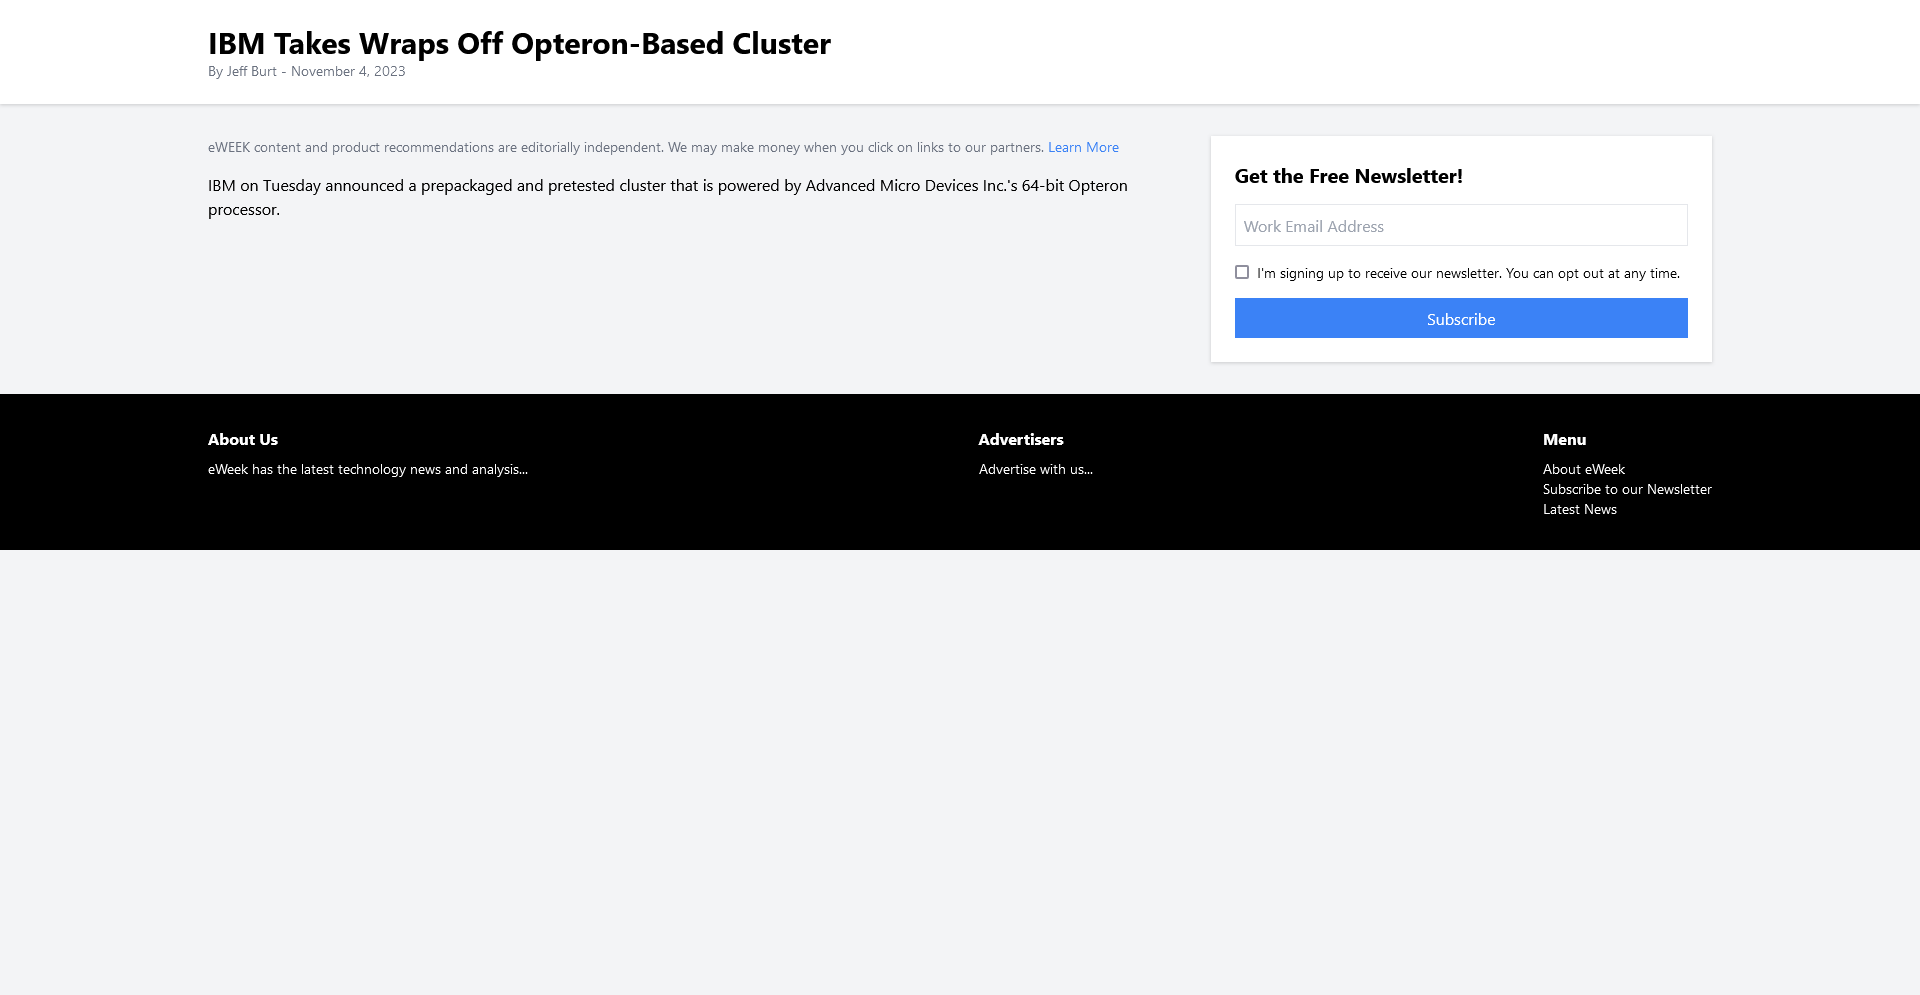 IBM Takes Wraps Off Opteron-Based Cluster
By Jeff Burt - November 4, 2023
eWEEK content and product recommendations are editorially independent. We may make money when you click on links to our partners. Learn More
IBM on Tuesday announced a prepackaged and pretested cluster that is powered by Advanced Micro Devices Inc.'s 64-bit Opteron
processor.
Get the Free Newsletter!
Work Email Address
I'm signing up to receive our newsletter. You can opt out at any time.
Subscribe
About Us
eWeek has the latest technology news and analysis...
Advertisers
Advertise with us...
Menu
About eWeek
Subscribe to our Newsletter
Latest News